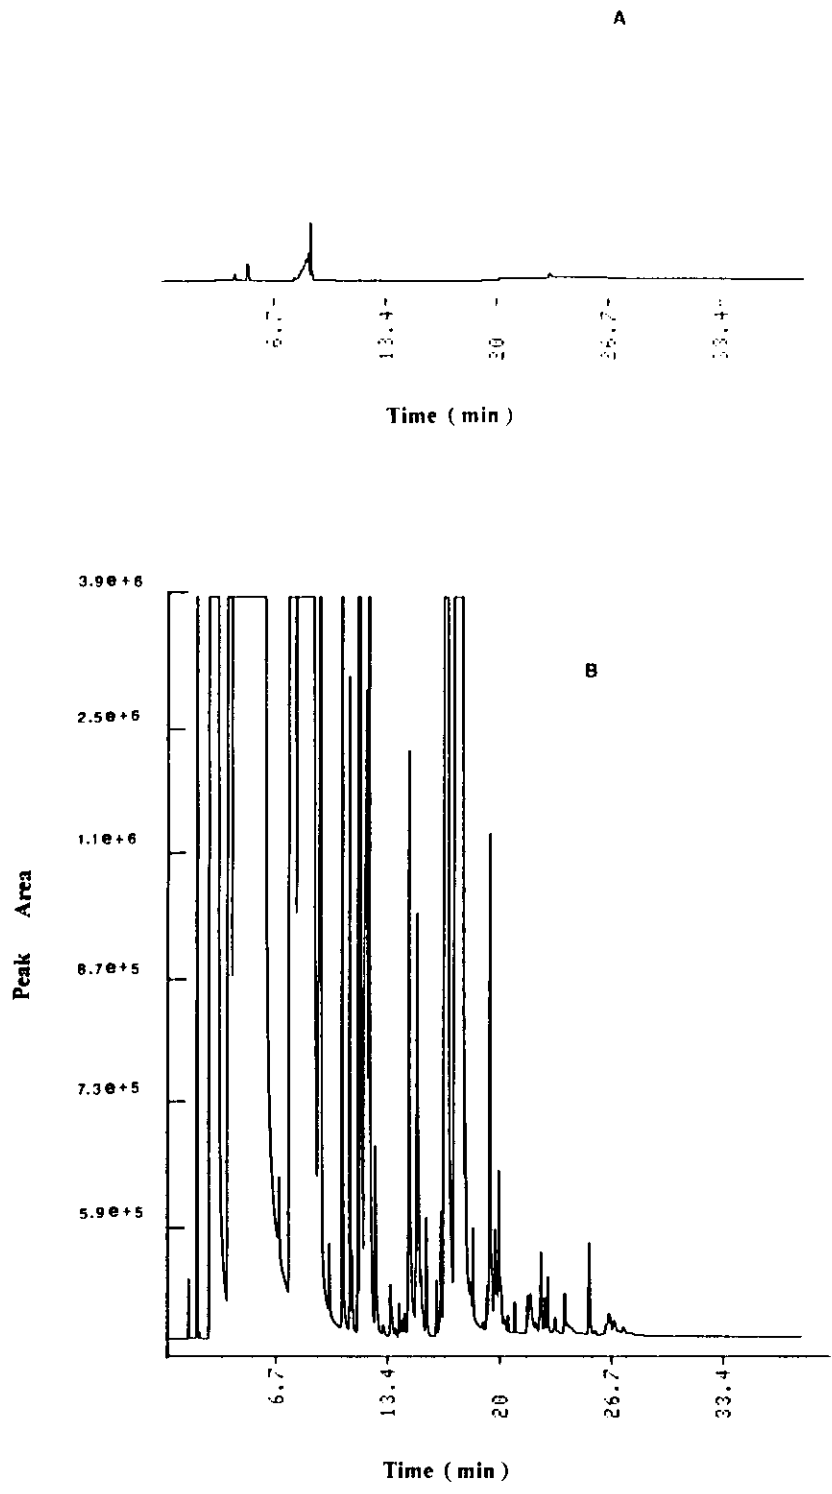 A
6.7-
13.4-
20 -
26.7-
33.4-
Time ( min )
3.9e+6
2.5e+6
1.1e+6
8.7e+5
7.3e+5
5.9e+5
B
Peak Area
6.7
13.4
20
26.7
33.4
Time ( min )